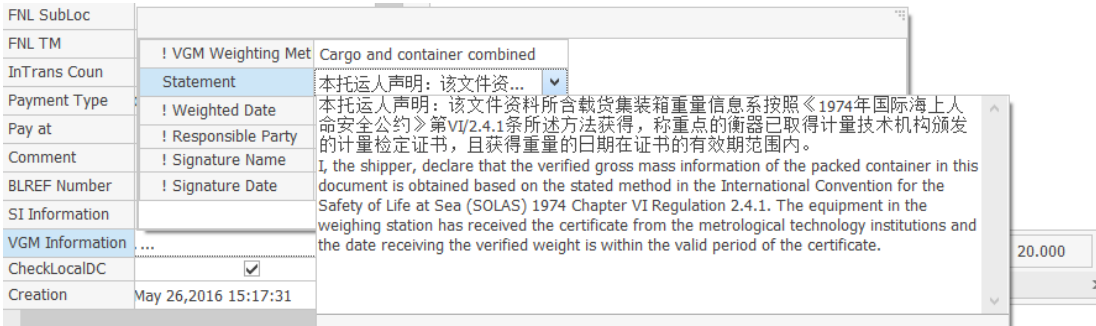 FNL SubLoc
FNL TM
InTrans Coun
Payment Type
Pay at
Comment
BLREF Number
SI Information
VGM Information ...
CheckLocalDC
Creation May 26,2016 15:17:31
! VGM Weighting Met Cargo and container combined
Statement 本托运人声明：该文件资...
! Weighted Date
! Responsible Party
! Signature Name
! Signature Date
本托运人声明：该文件资料所含载货集装箱重量信息系按照《1974年国际海上人
命安全公约》第VI/2.4.1条所述方法获得，称重点的衡器已取得计量技术机构颁发
的计量检定证书，且获得重量的日期在证书的有效期范围内。
I, the shipper, declare that the verified gross mass information of the packed container in this
document is obtained based on the stated method in the International Convention for the
Safety of Life at Sea (SOLAS) 1974 Chapter VI Regulation 2.4.1. The equipment in the
weighing station has received the certificate from the metrological technology institutions and
the date receiving the verified weight is within the valid period of the certificate.
20.000